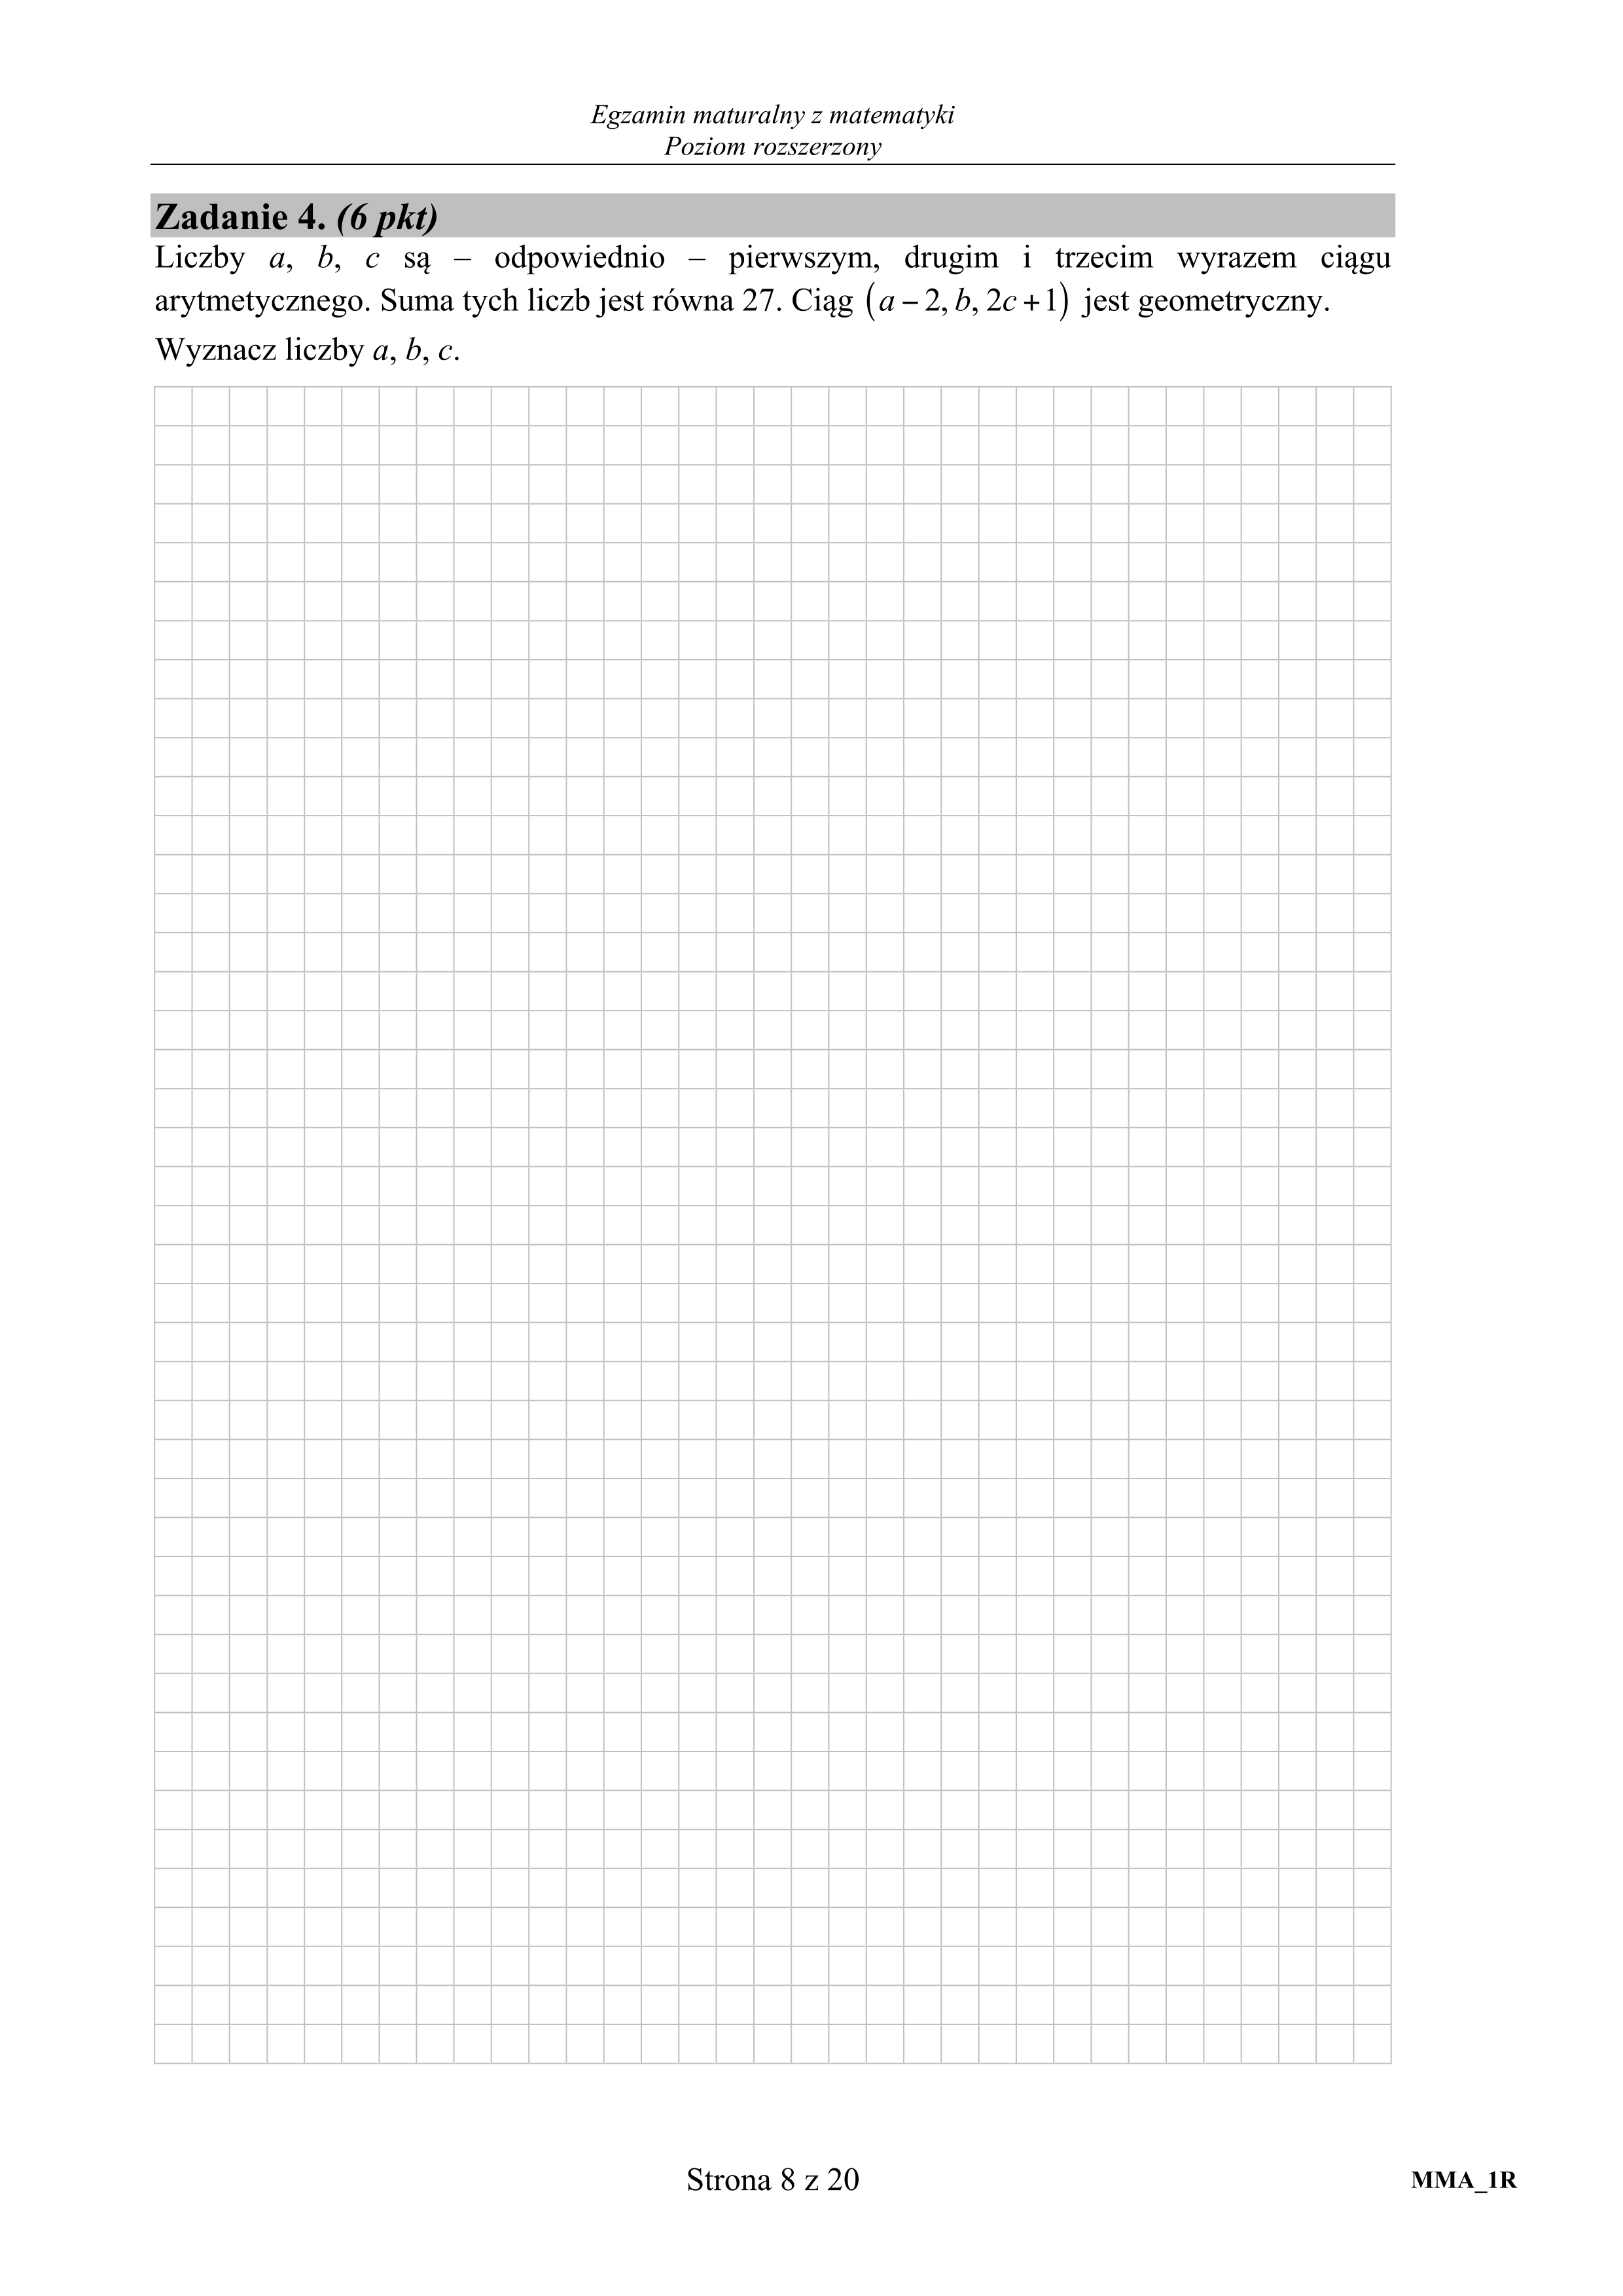 Egzamin maturalny z matematyki
Poziom rozszerzony
Zadanie 4. (6 pkt)
Liczby a, b, c są – odpowiednio – pierwszym, drugim i trzecim wyrazem ciągu
arytmetycznego. Suma tych liczb jest równa 27. Ciąg (a − 2, b, 2c + 1) jest geometryczny.
Wyznacz liczby a, b, c.
Strona 8 z 20
MMA_1R